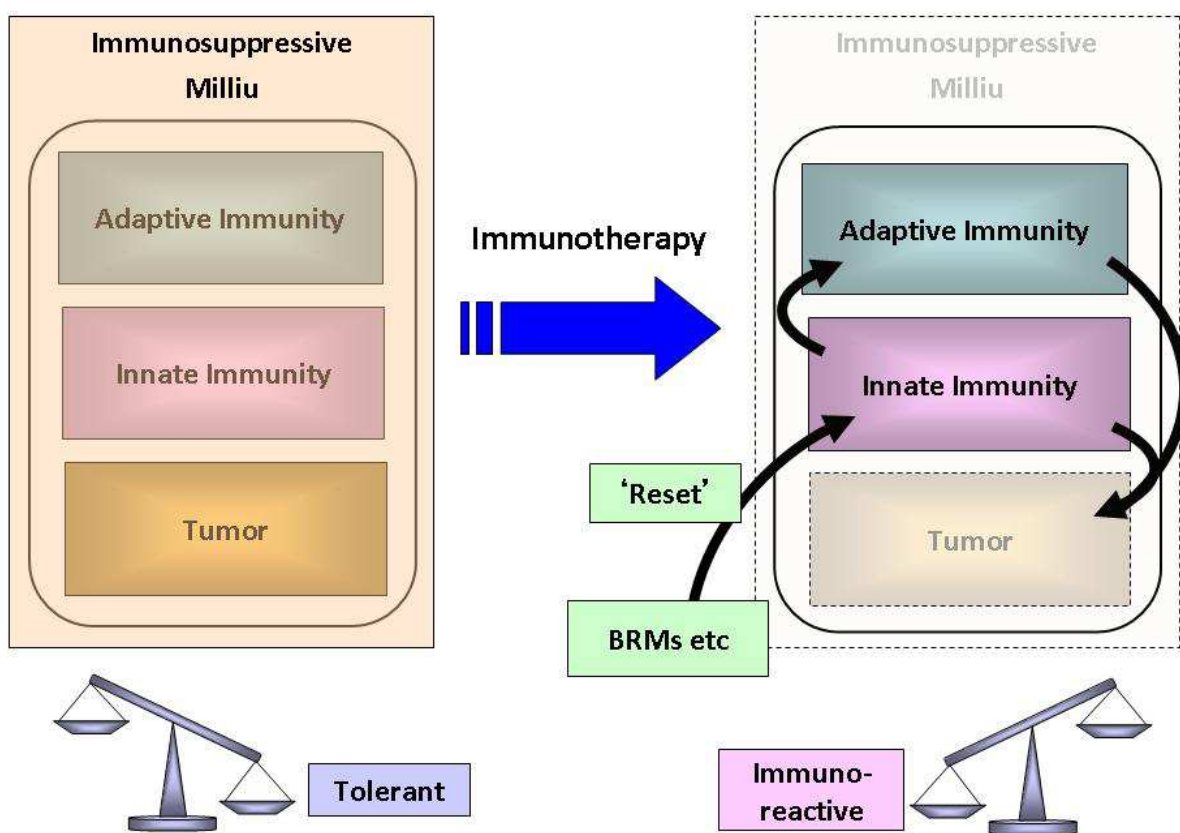 Immunosuppressive
Milliu
Adaptive Immunity
Innate Immunity
Tumor
Tolerant
Immunotherapy
Immunosuppressive
Milliu
Adaptive Immunity
Innate Immunity
Tumor
‘Reset’
BRMs etc
Immuno-
reactive